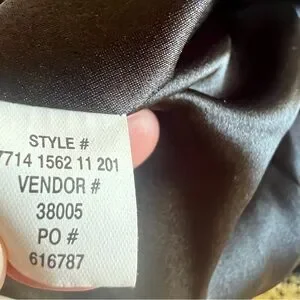 STYLE #
7714 1562 11 201
VENDOR #
38005
PO #
616787